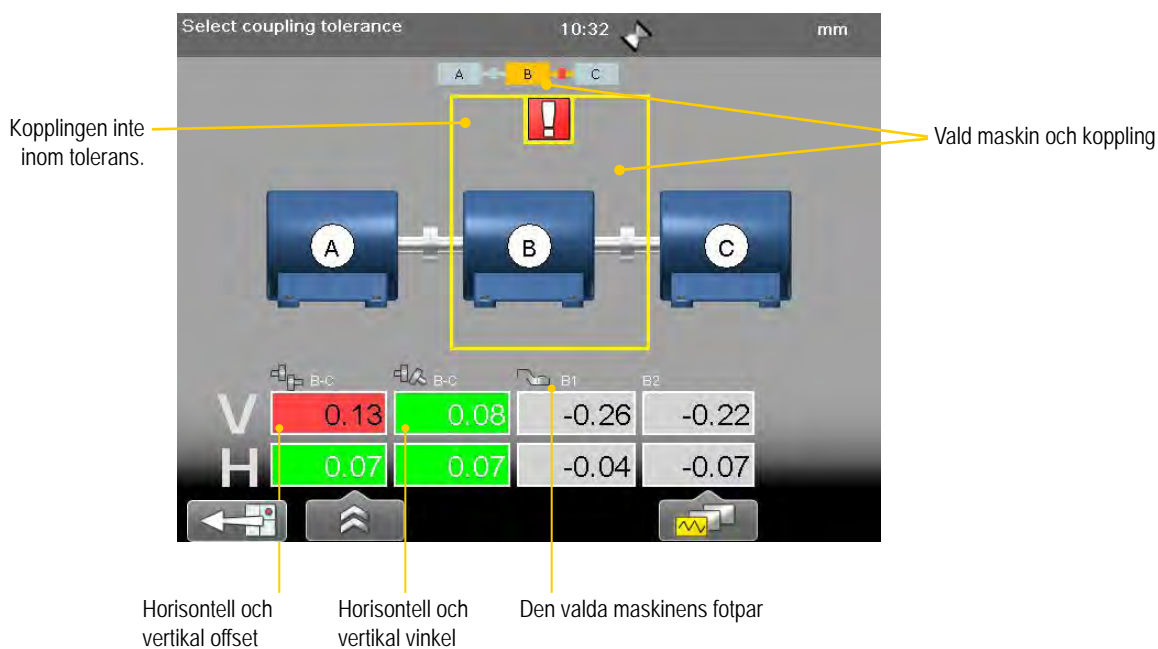 Select coupling tolerance 10:32 mm
A B C
Kopplingen inte
inom tolerans.
Vald maskin och koppling
A B C
B-C B-C B1 B2
V 0.13 0.08 -0.26 -0.22
H 0.07 0.07 -0.04 -0.07
Horisontell och
vertikal offset
Horisontell och
vertikal vinkel
Den valda maskinens fotpar